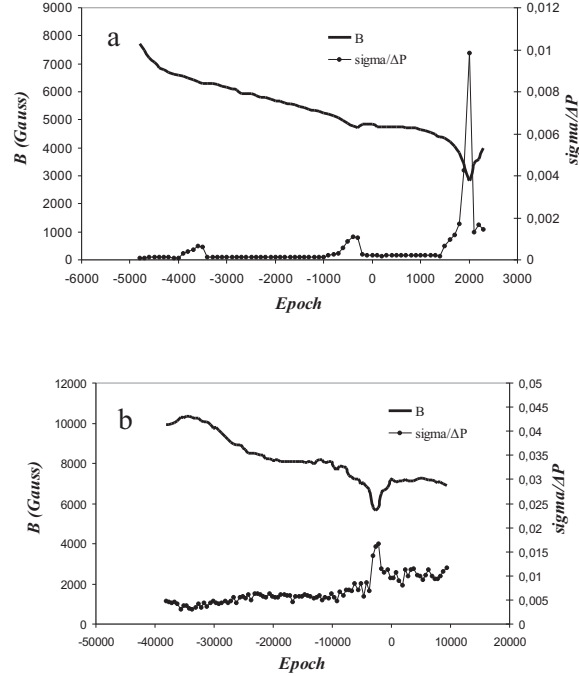 a
B
sigma/ΔP
B (Gauss)
9000
8000
7000
6000
5000
4000
3000
2000
1000
0
0,012
0,01
0,008
0,006
0,004
0,002
0
sigma/ΔP
-6000 -5000 -4000 -3000 -2000 -1000 0 1000 2000 3000
Epoch
b
B
sigma/ΔP
B (Gauss)
12000
10000
8000
6000
4000
2000
0
0,05
0,045
0,04
0,035
0,03
0,025
0,02
0,015
0,01
0,005
0
sigma/ΔP
-50000 -40000 -30000 -20000 -10000 0 10000 20000
Epoch